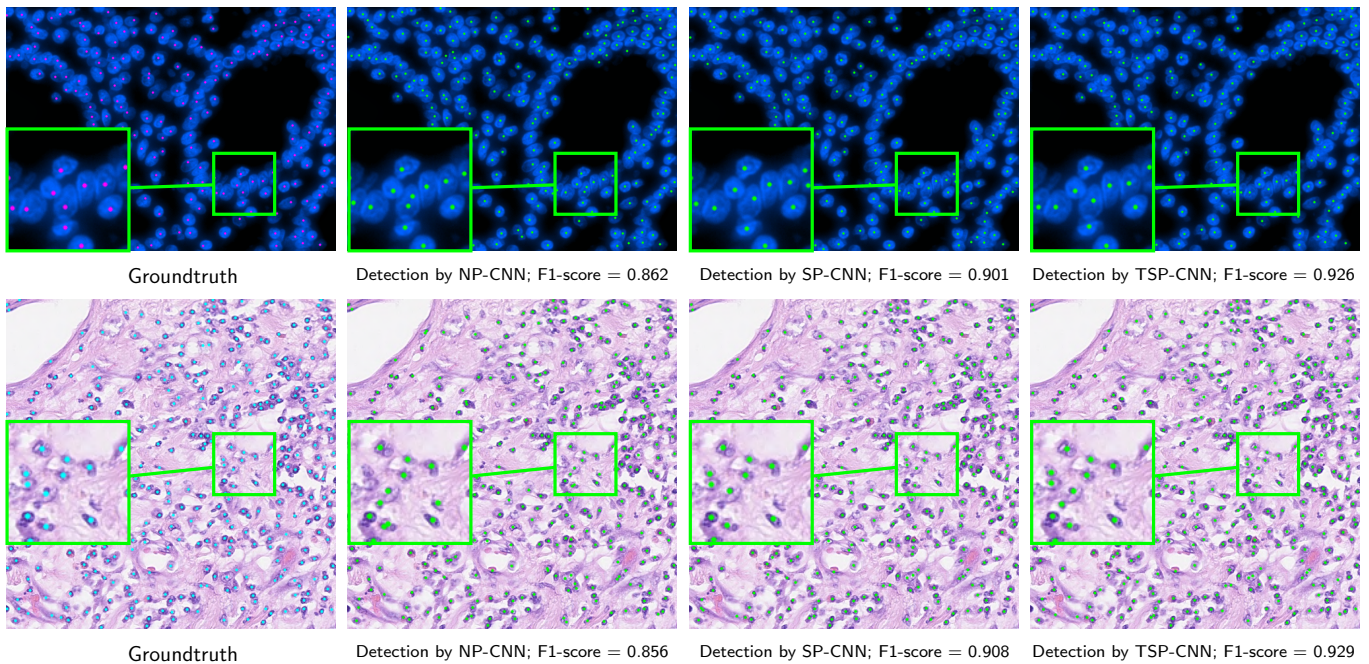 Groundtruth
Detection by NP-CNN; F1-score = 0.862
Detection by SP-CNN; F1-score = 0.901
Detection by TSP-CNN; F1-score = 0.926
Groundtruth
Detection by NP-CNN; F1-score = 0.856
Detection by SP-CNN; F1-score = 0.908
Detection by TSP-CNN; F1-score = 0.929